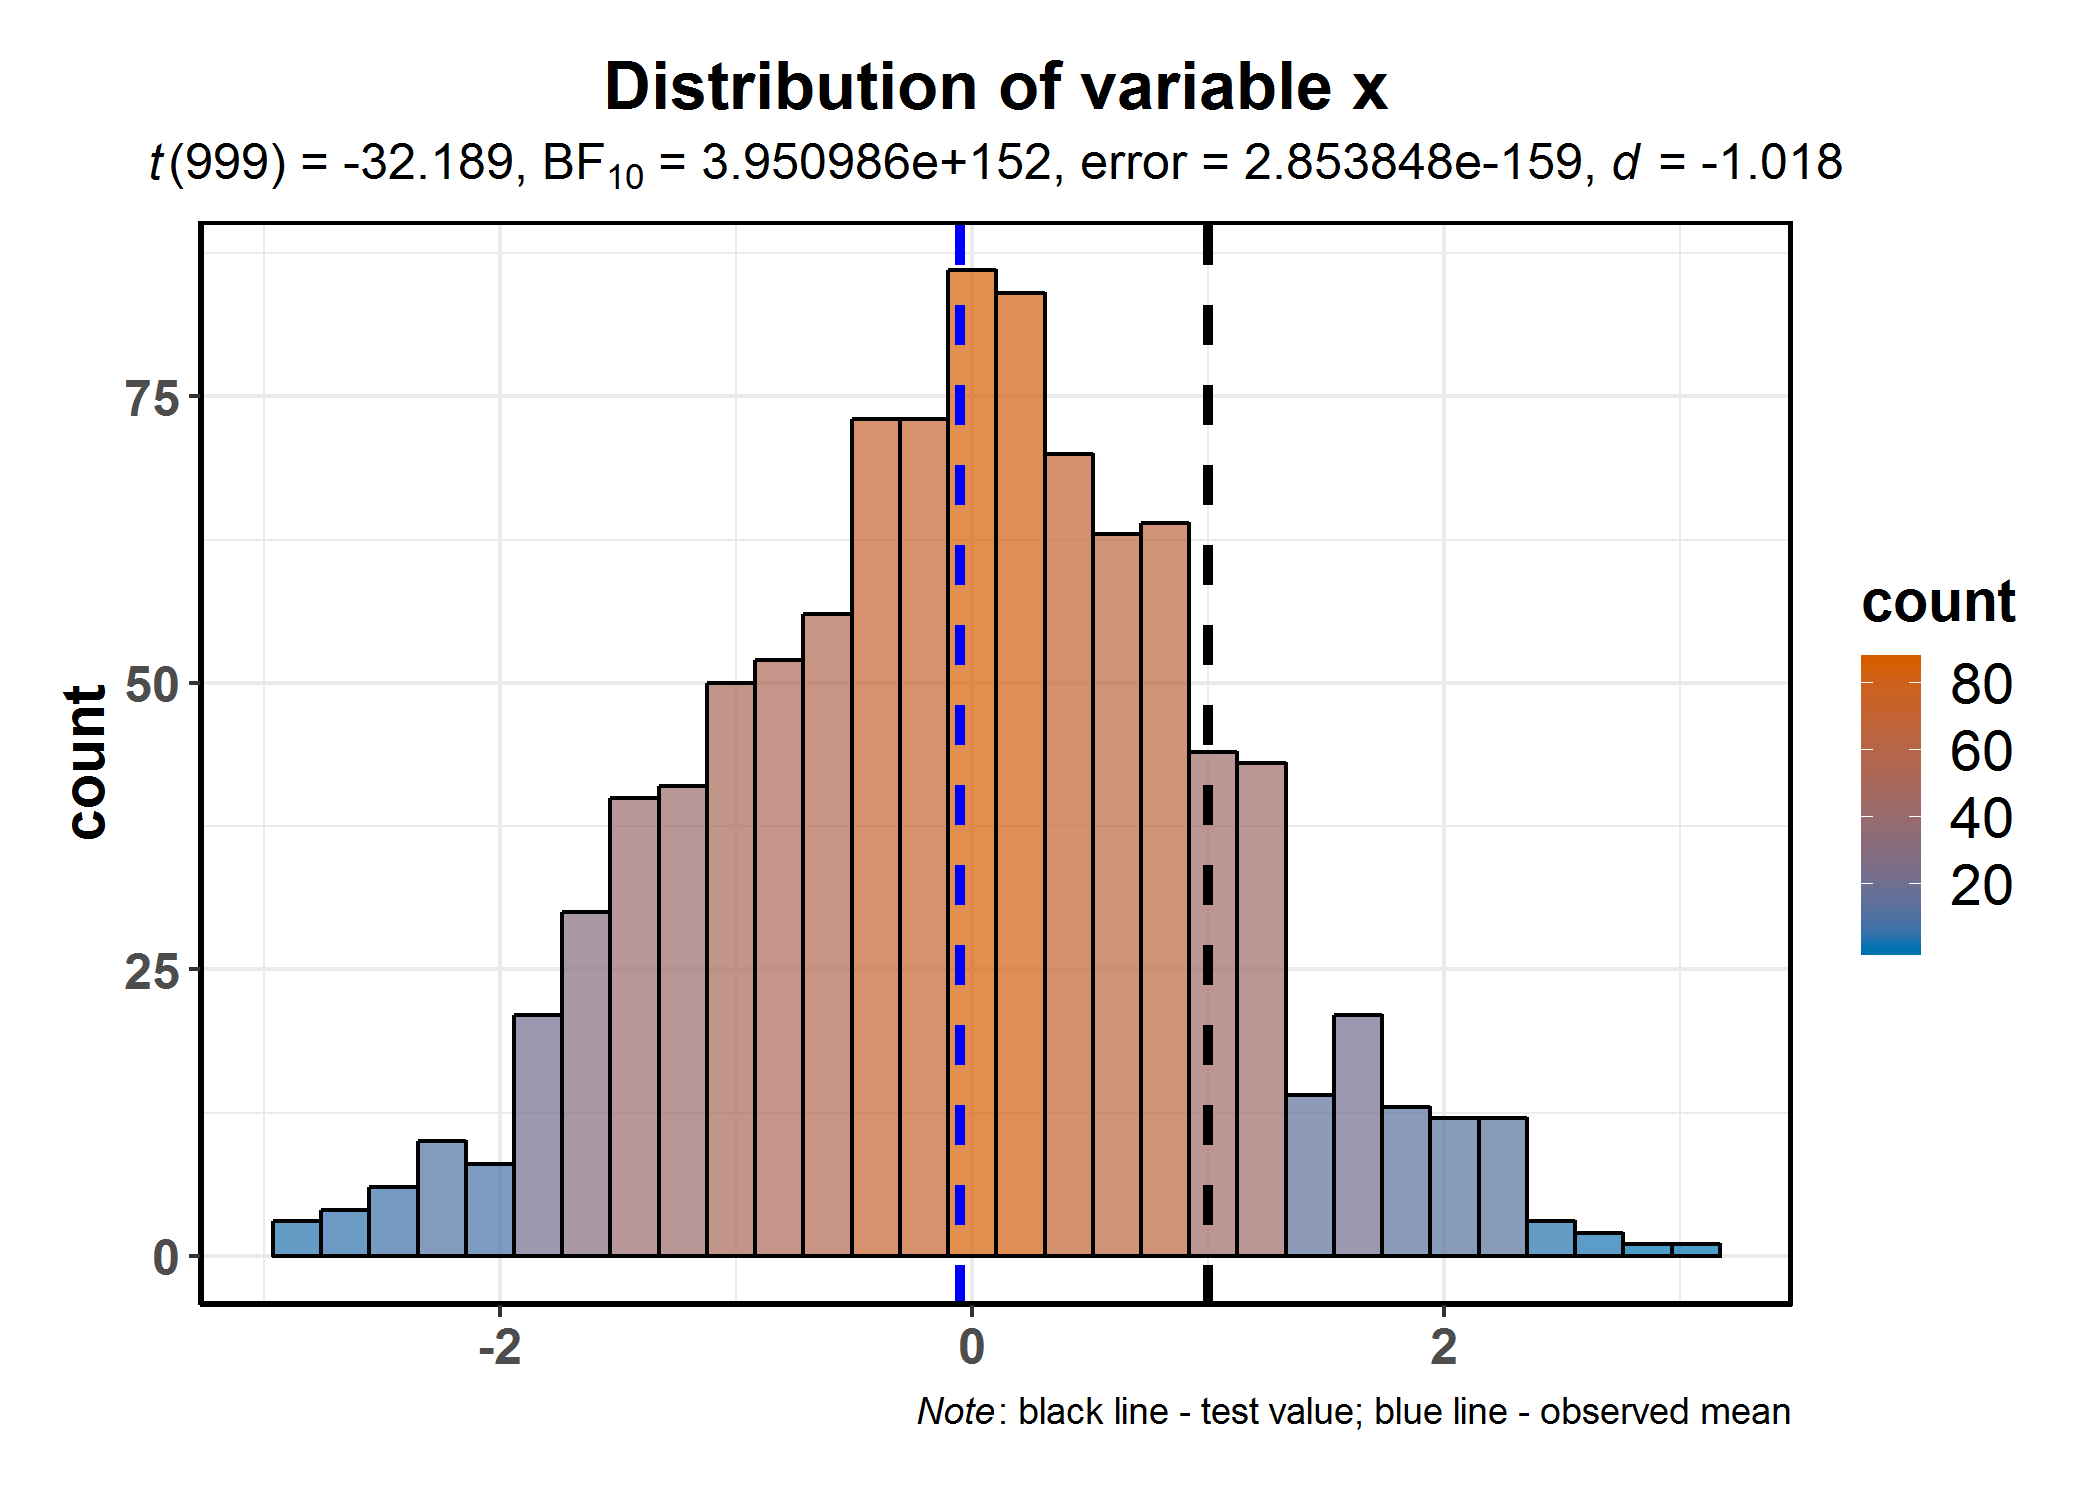 Distribution of variable x
t(999) = -32.189, BF₁₀ = 3.950986e+152, error = 2.853848e-159, d = -1.018
count
75
50
25
0
-2
0
2
count
80
60
40
20
Note: black line - test value; blue line - observed mean